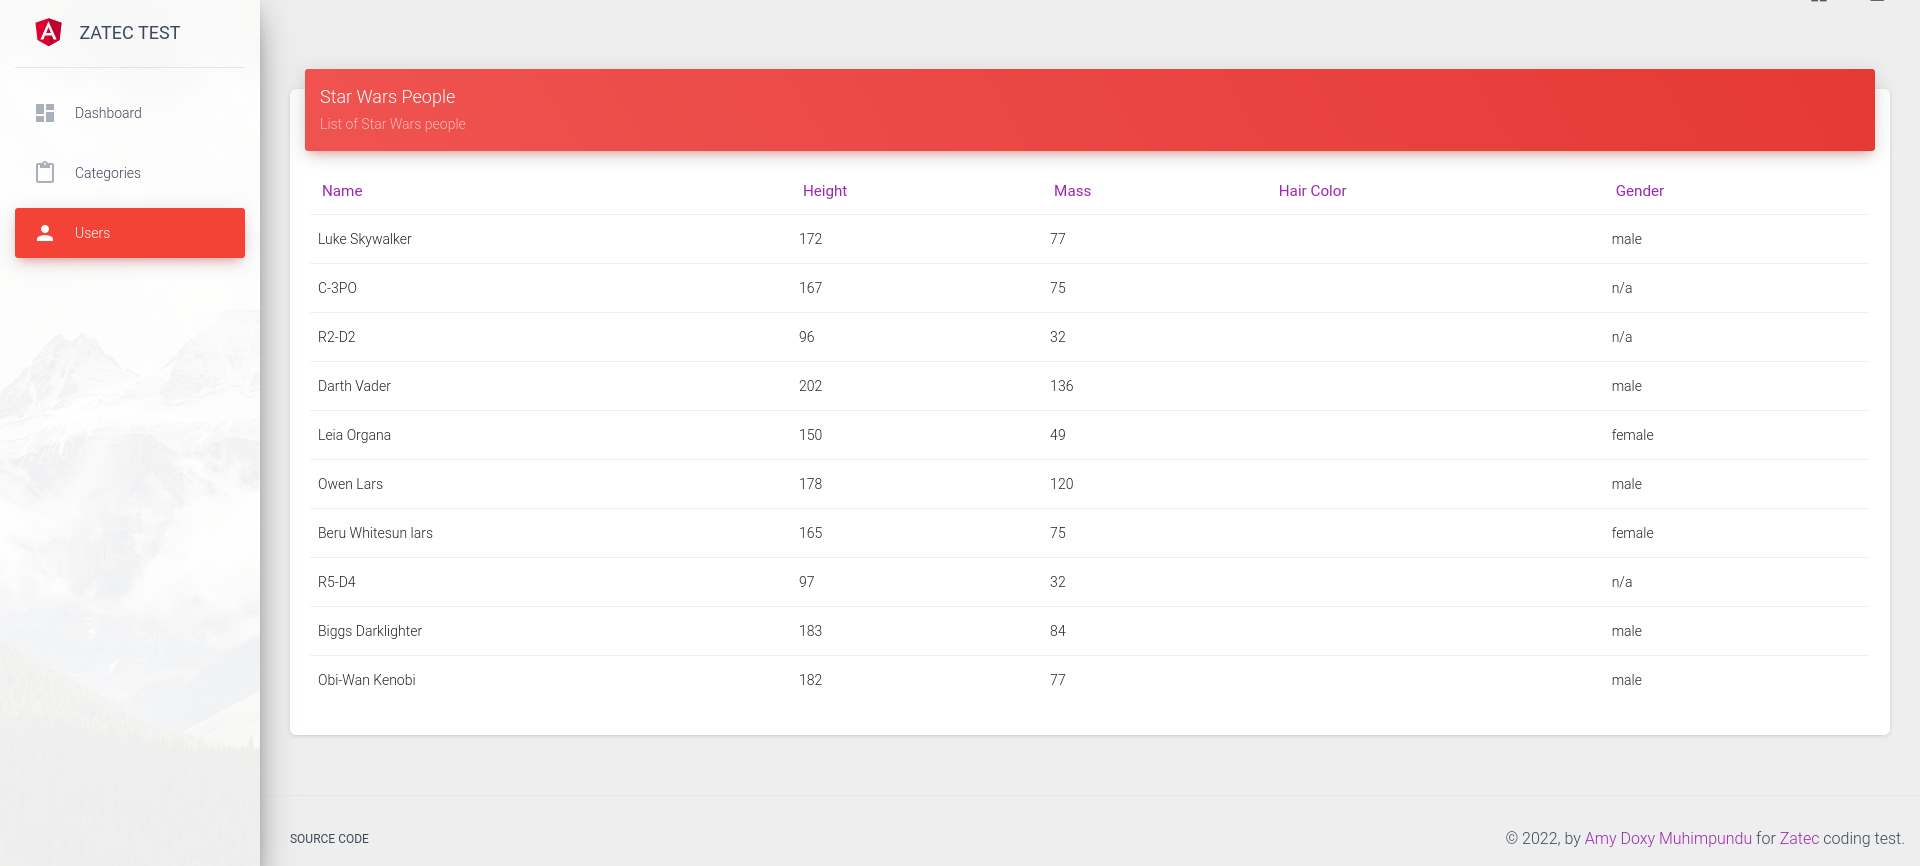 ZATEC TEST
Dashboard
Categories
Users
Star Wars People
List of Star Wars people
Name Height Mass Hair Color Gender
Luke Skywalker 172 77 male
C-3PO 167 75 n/a
R2-D2 96 32 n/a
Darth Vader 202 136 male
Leia Organa 150 49 female
Owen Lars 178 120 male
Beru Whitesun lars 165 75 female
R5-D4 97 32 n/a
Biggs Darklighter 183 84 male
Obi-Wan Kenobi 182 77 male
SOURCE CODE
© 2022, by Amy Doxy Muhimpundu for Zatec coding test.